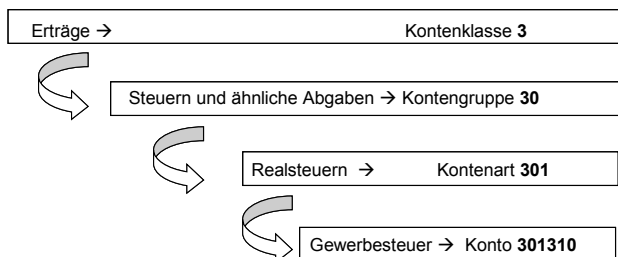 Erträge → Kontenklasse 3
Steuern und ähnliche Abgaben → Kontengruppe 30
Realsteuern → Kontenart 301
Gewerbesteuer → Konto 301310